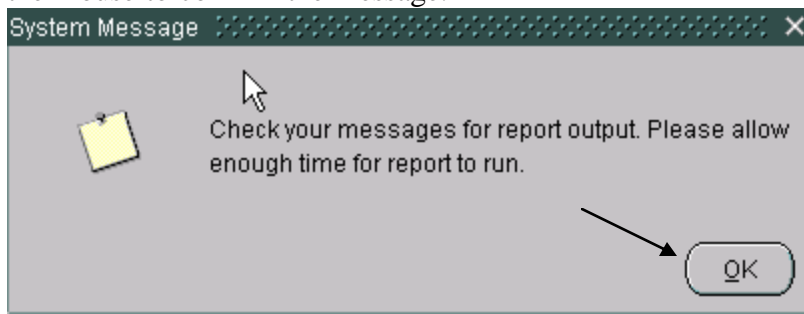 System Message
Check your messages for report output. Please allow
enough time for report to run.
OK